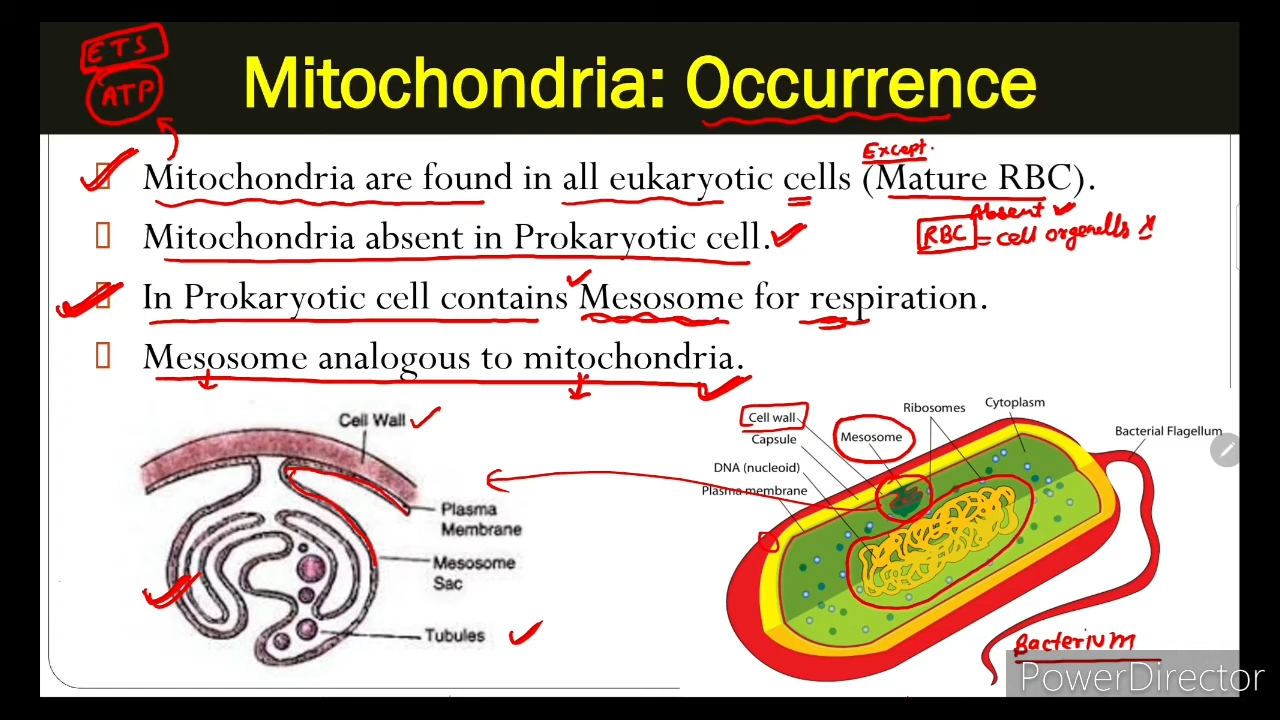 ETS
ATP
Mitochondria: Occurrence
Except.
Mitochondria are found in all eukaryotic cells (Mature RBC).
Absent
Mitochondria absent in Prokaryotic cell.
RBC = cell orgenells x
In Prokaryotic cell contains Mesosome for respiration.
Mesosome analogous to mitochondria.
Cell Wall
Plasma
Membrane
Mesosome
Sac
Tubules
Cell wall
Capsule
DNA (nucleoid)
Plasma membrane
Mesosome
Ribosomes
Cytoplasm
Bacterial Flagellum
Bacterium
PowerDirector